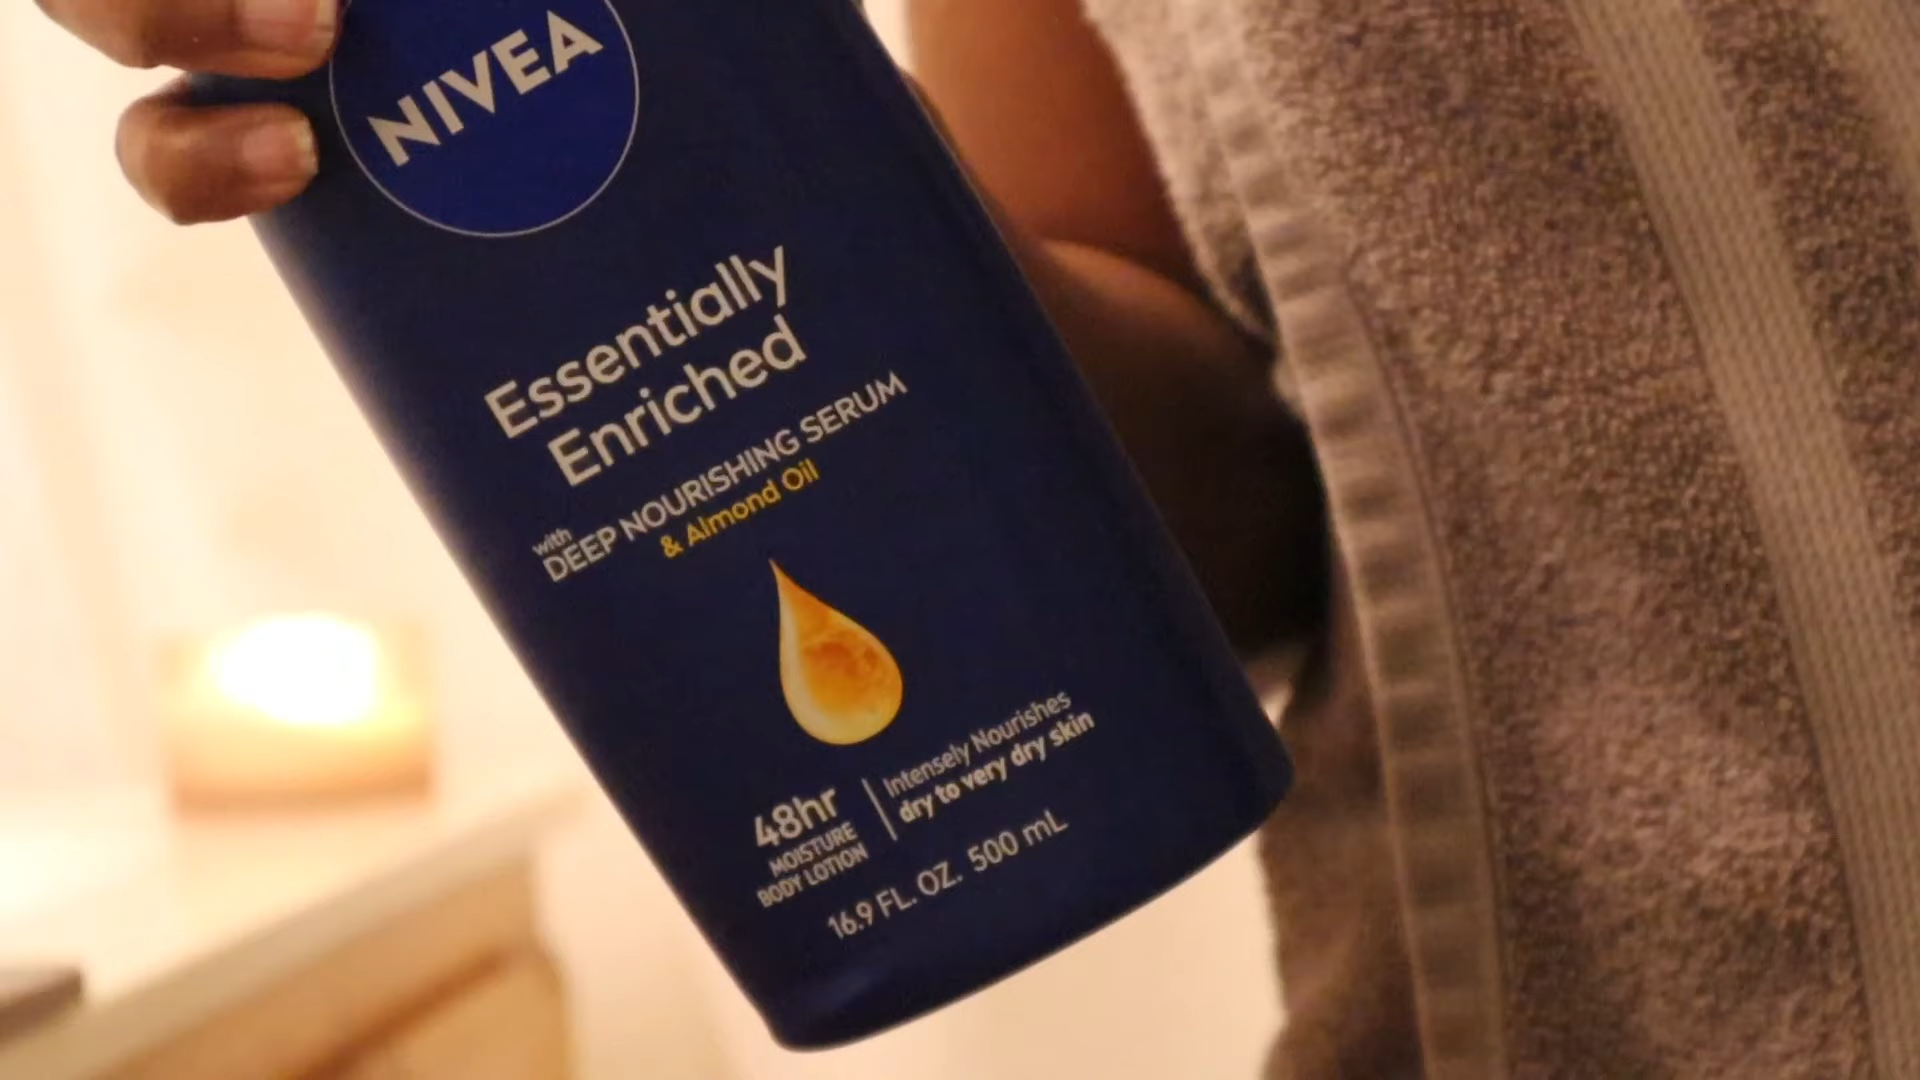 NIVEA
Essentially
Enriched
with
DEEP NOURISHING SERUM
& Almond Oil
48hr
MOISTURE
BODY LOTION
Intensely Nourishes
dry to very dry skin
16.9 FL. OZ. 500 mL